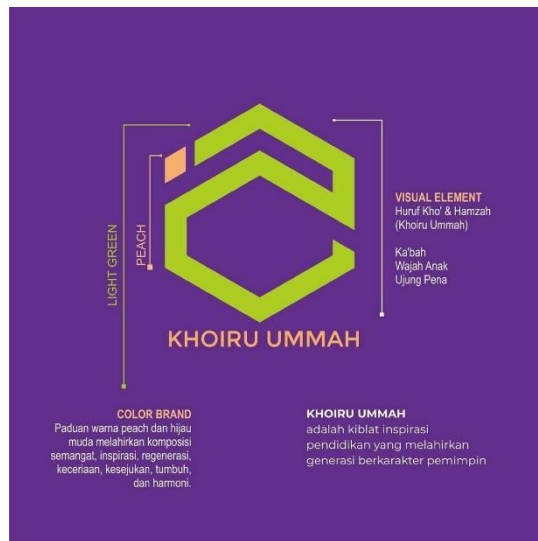 LIGHT GREEN
PEACH
VISUAL ELEMENT
Huruf Kho' & Hamzah
(Khoiru Ummah)
Ka'bah
Wajah Anak
Ujung Pena
KHOIRU UMMAH
COLOR BRAND
Paduan warna peach dan hijau
muda melahirkan komposisi
semangat, inspirasi, regenerasi,
keceriaan, kesejukan, tumbuh,
dan harmoni.
KHOIRU UMMAH
adalah kiblat inspirasi
pendidikan yang melahirkan
generasi berkarakter pemimpin